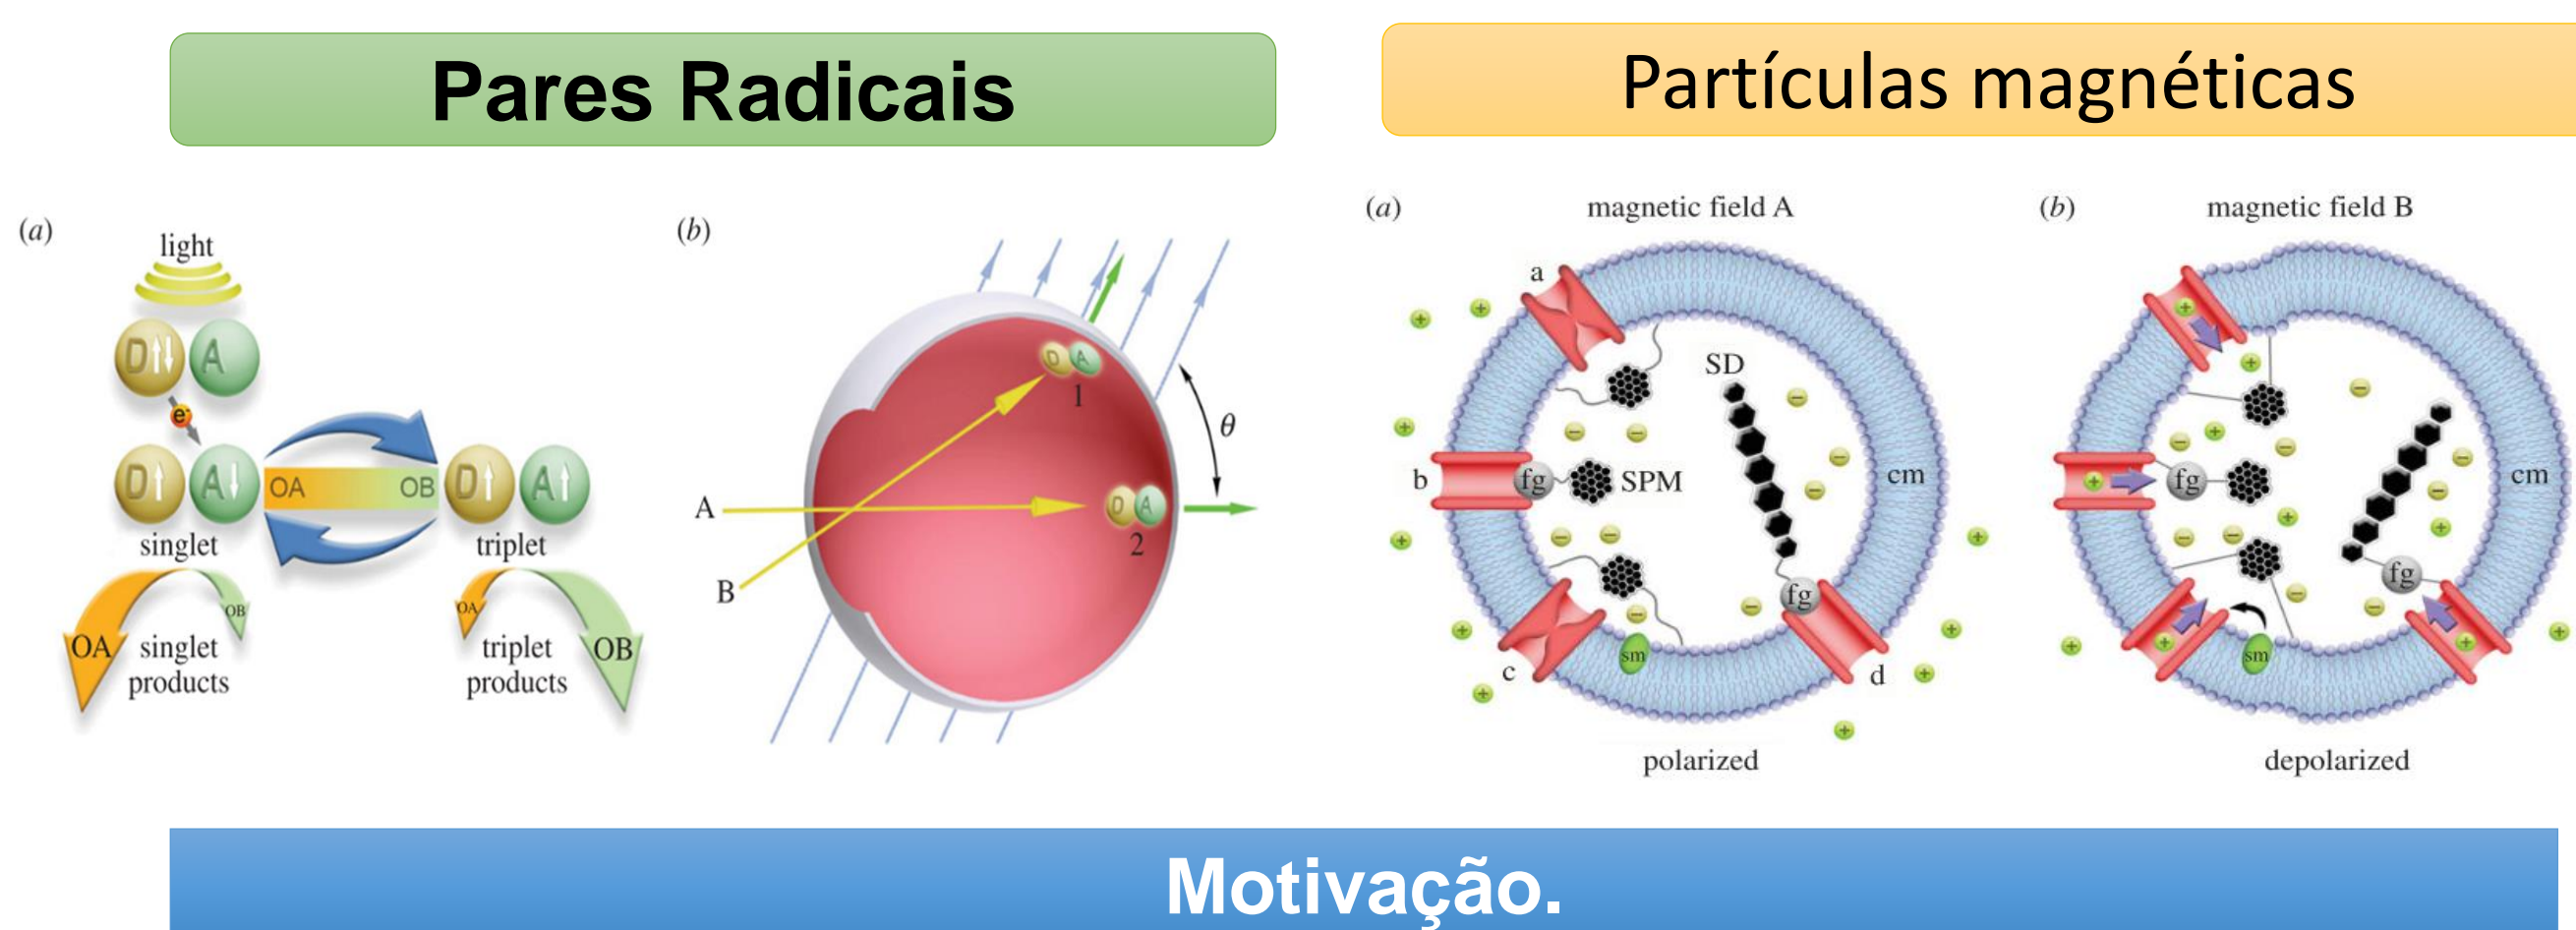 Pares Radicais
Partículas magnéticas
(a)
light
D A
e-
D A
OA OB
D A
singlet
triplet
OA
singlet
products
OB
OA
triplet
products
OB
(b)
D A
1
θ
A
D A
2
B
(a)
magnetic field A
a
SD
b
fg
SPM
cm
fg
sm
c
d
polarized
(b)
magnetic field B
fg
cm
fg
sm
depolarized
Motivação.